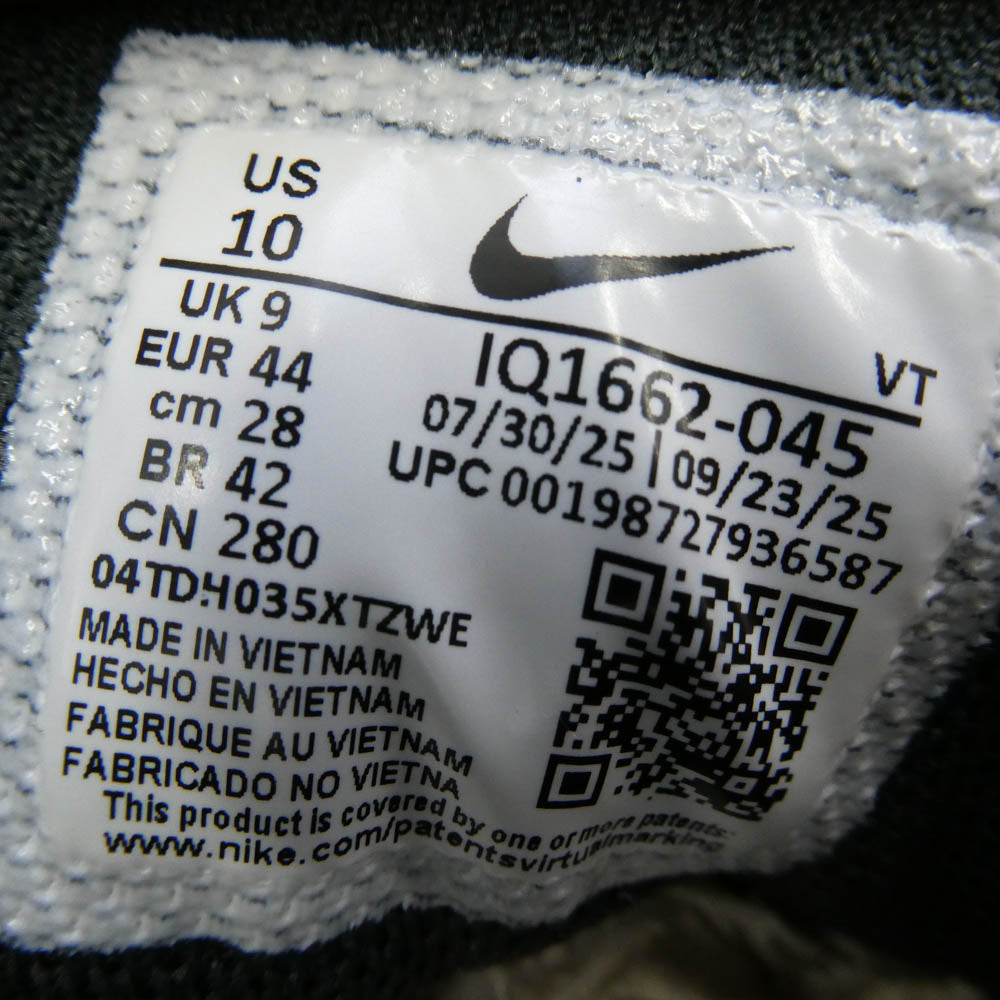 US
10
UK 9
EUR 44
cm 28
BR 42
CN 280
04TDH035XTZWE
MADE IN VIETNAM
HECHO EN VIETNAM
FABRIQUE AU VIETNAM
FABRICADO NO VIETNA
This product is covered by one or more patents:
www.nike.com/patentsvirtualmarking
VT
IQ1662-045
07/30/25 | 09/23/25
UPC 00198727936587